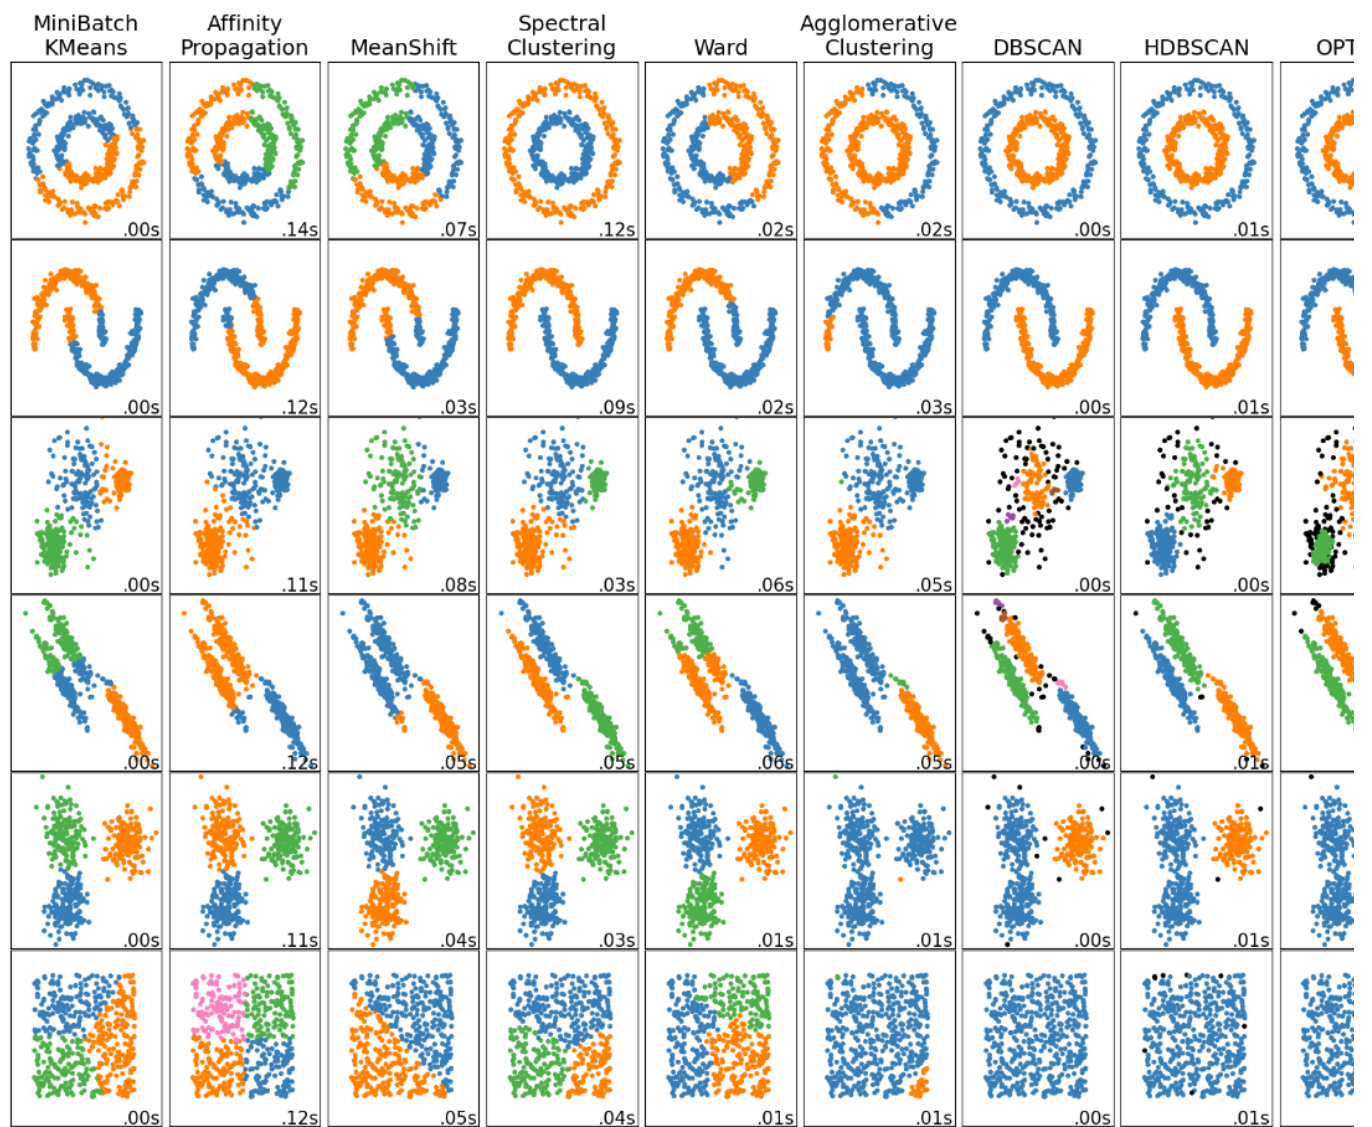 MiniBatch
KMeans
Affinity
Propagation
MeanShift
Spectral
Clustering
Ward
Agglomerative
Clustering
DBSCAN
HDBSCAN
OPT
.00s
.14s
.07s
.12s
.02s
.02s
.00s
.01s
.00s
.12s
.03s
.09s
.02s
.03s
.00s
.01s
.00s
.11s
.08s
.03s
.06s
.05s
.00s
.00s
.00s
.12s
.05s
.05s
.06s
.05s
.00s
.01s
.00s
.11s
.04s
.03s
.01s
.01s
.00s
.01s
.00s
.12s
.05s
.04s
.01s
.01s
.00s
.01s